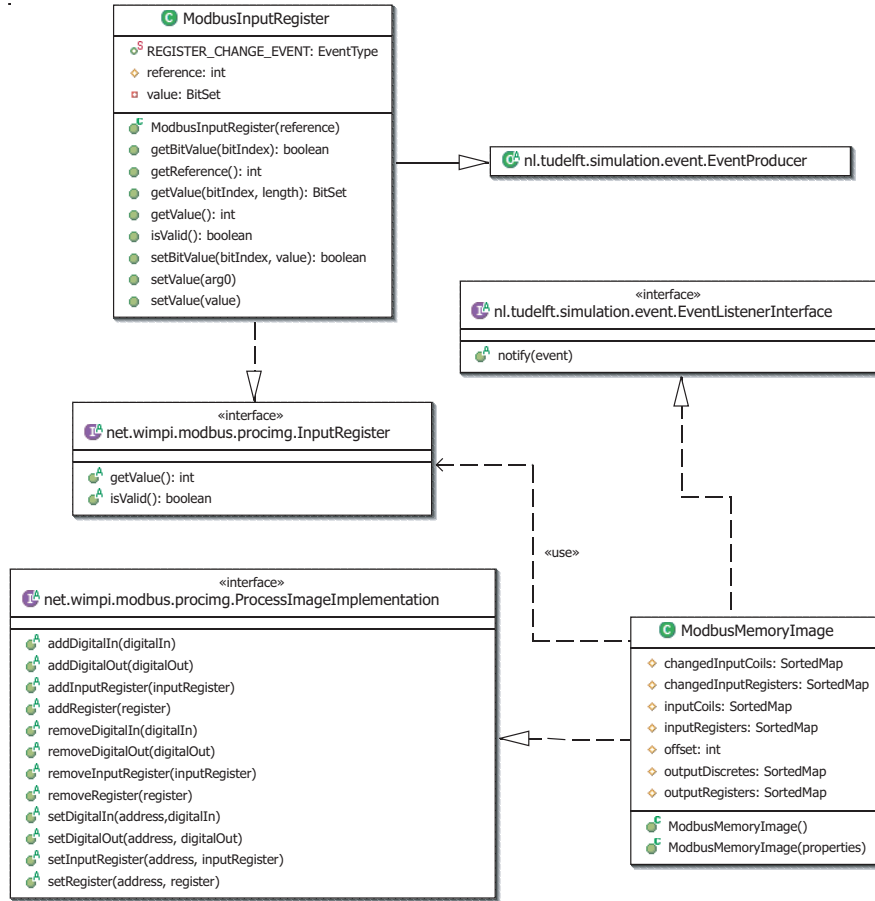 ModbusInputRegister
REGISTER_CHANGE_EVENT: EventType
reference: int
value: BitSet
ModbusInputRegister(reference)
getBitValue(bitIndex): boolean
getReference(): int
getValue(bitIndex, length): BitSet
getValue(): int
isValid(): boolean
setBitValue(bitIndex, value): boolean
setValue(arg0)
setValue(value)
nl.tudelft.simulation.event.EventProducer
«interface»
nl.tudelft.simulation.event.EventListenerInterface
notify(event)
«interface»
net.wimpi.modbus.procimg.InputRegister
getValue(): int
isValid(): boolean
«use»
«interface»
net.wimpi.modbus.procimg.ProcessImageImplementation
addDigitalIn(digitalIn)
addDigitalOut(digitalOut)
addInputRegister(inputRegister)
addRegister(register)
removeDigitalIn(digitalIn)
removeDigitalOut(digitalOut)
removeInputRegister(inputRegister)
removeRegister(register)
setDigitalIn(address,digitalIn)
setDigitalOut(address, digitalOut)
setInputRegister(address, inputRegister)
setRegister(address, register)
ModbusMemoryImage
changedInputCoils: SortedMap
changedInputRegisters: SortedMap
inputCoils: SortedMap
inputRegisters: SortedMap
offset: int
outputDiscretes: SortedMap
outputRegisters: SortedMap
ModbusMemoryImage()
ModbusMemoryImage(properties)